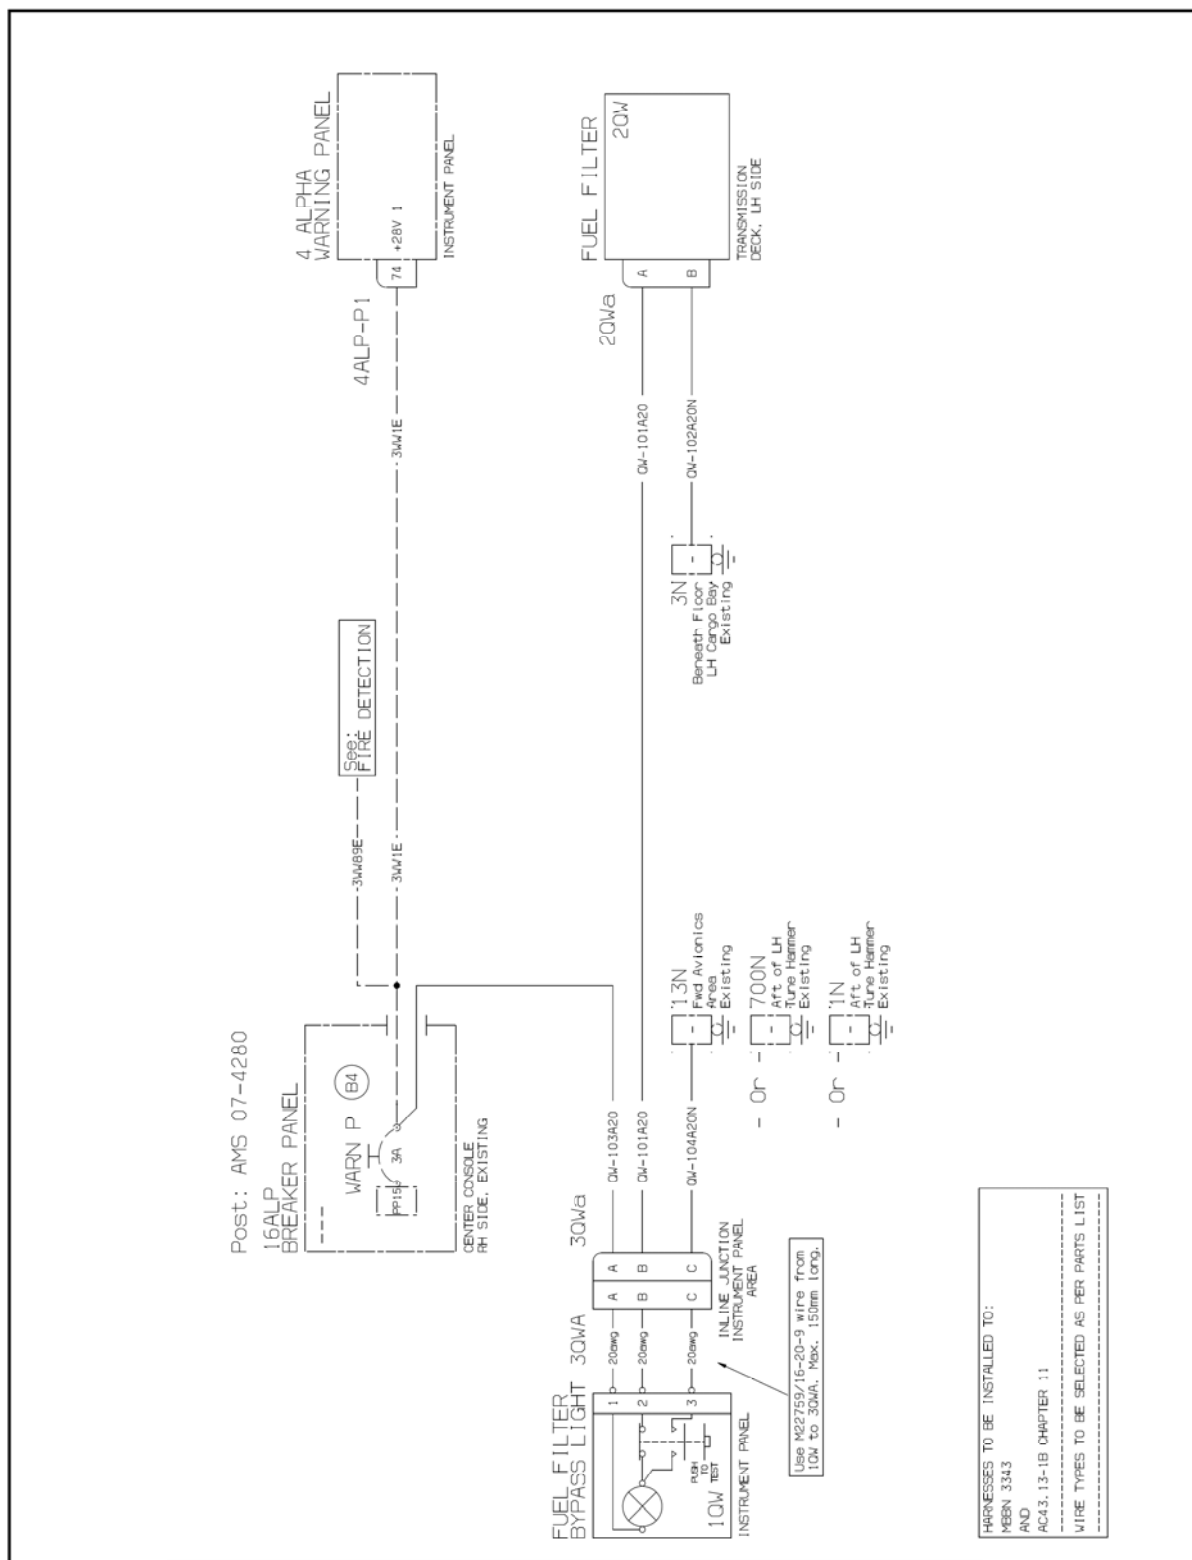 Post: AMS 07-4280
16ALP
BREAKER PANEL
WARN P
B4
3A
PP15
CENTER CONSOLE
RH SIDE, EXISTING
3WW89E
3WW1E
See:
FIRE DETECTION
3WW1E
4ALP-P1
4 ALPHA
WARNING PANEL
74
+28V 1
INSTRUMENT PANEL
FUEL FILTER
BYPASS LIGHT
1
2
3
PUSH
TO
TEST
1QW
INSTRUMENT PANEL
3QWA
20awg
20awg
20awg
A
B
C
3QWa
A
B
C
INLINE JUNCTION
INSTRUMENT PANEL
AREA
QW-103A20
QW-101A20
QW-104A20N
13N
Fwd Avionics
Area
Existing
- Or -
700N
Aft of LH
Tune Hammer
Existing
- Or -
1N
Aft of LH
Tune Hammer
Existing
3N
Beneath Floor
LH Cargo Bay
Existing
QW-101A20
QW-102A20N
2QWa
A
B
FUEL FILTER
2QW
TRANSMISSION
DECK, LH SIDE
Use M22759/16-20-9 wire from
1QW to 3QWA. Max. 150mm long.
HARNESSES TO BE INSTALLED TO:
MBBN 3343
AND
AC43.13-1B CHAPTER 11
WIRE TYPES TO BE SELECTED AS PER PARTS LIST